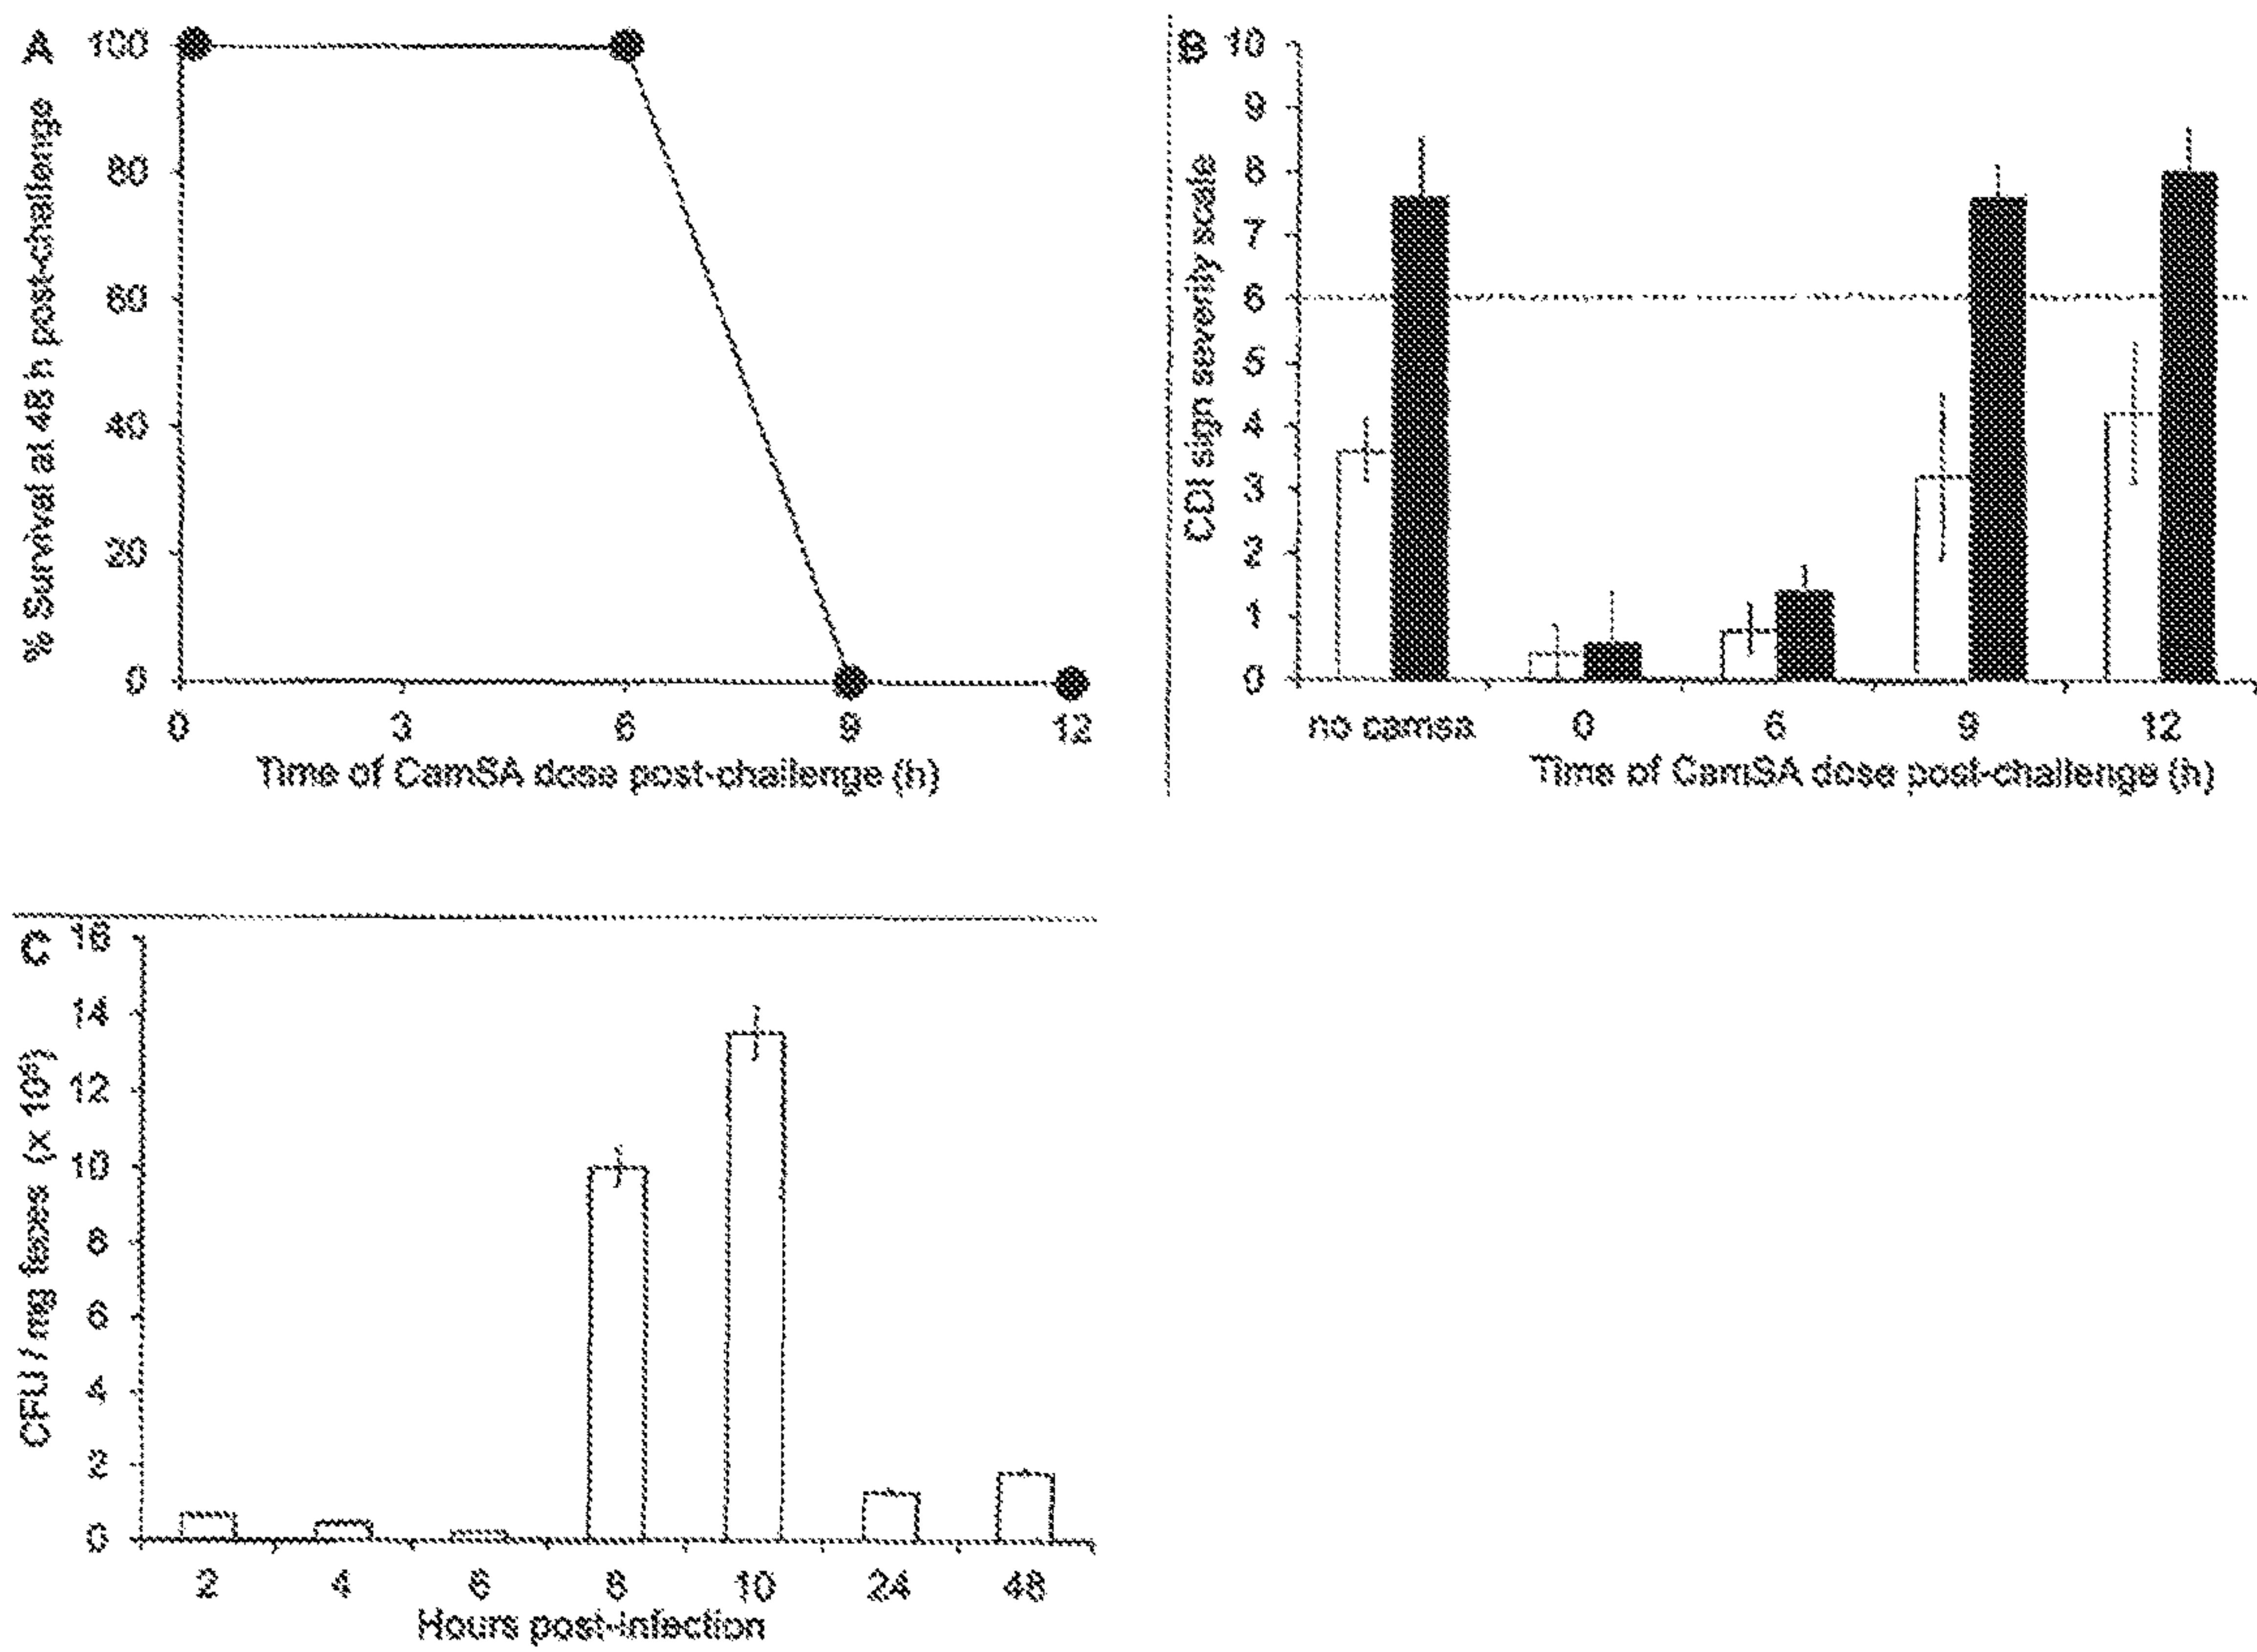 A
% Survival at 48 h post-challenge
100
80
60
40
20
0
0 3 6 9 12
Time of CamSA dose post-challenge (h)
B
CDI sign severity scale
10
9
8
7
6
5
4
3
2
1
0
no camsa 0 6 9 12
Time of CamSA dose post-challenge (h)
C
CFU / mg feces (x 10⁶)
16
14
12
10
8
6
4
2
0
2 4 6 8 10 24 48
Hours post-infection